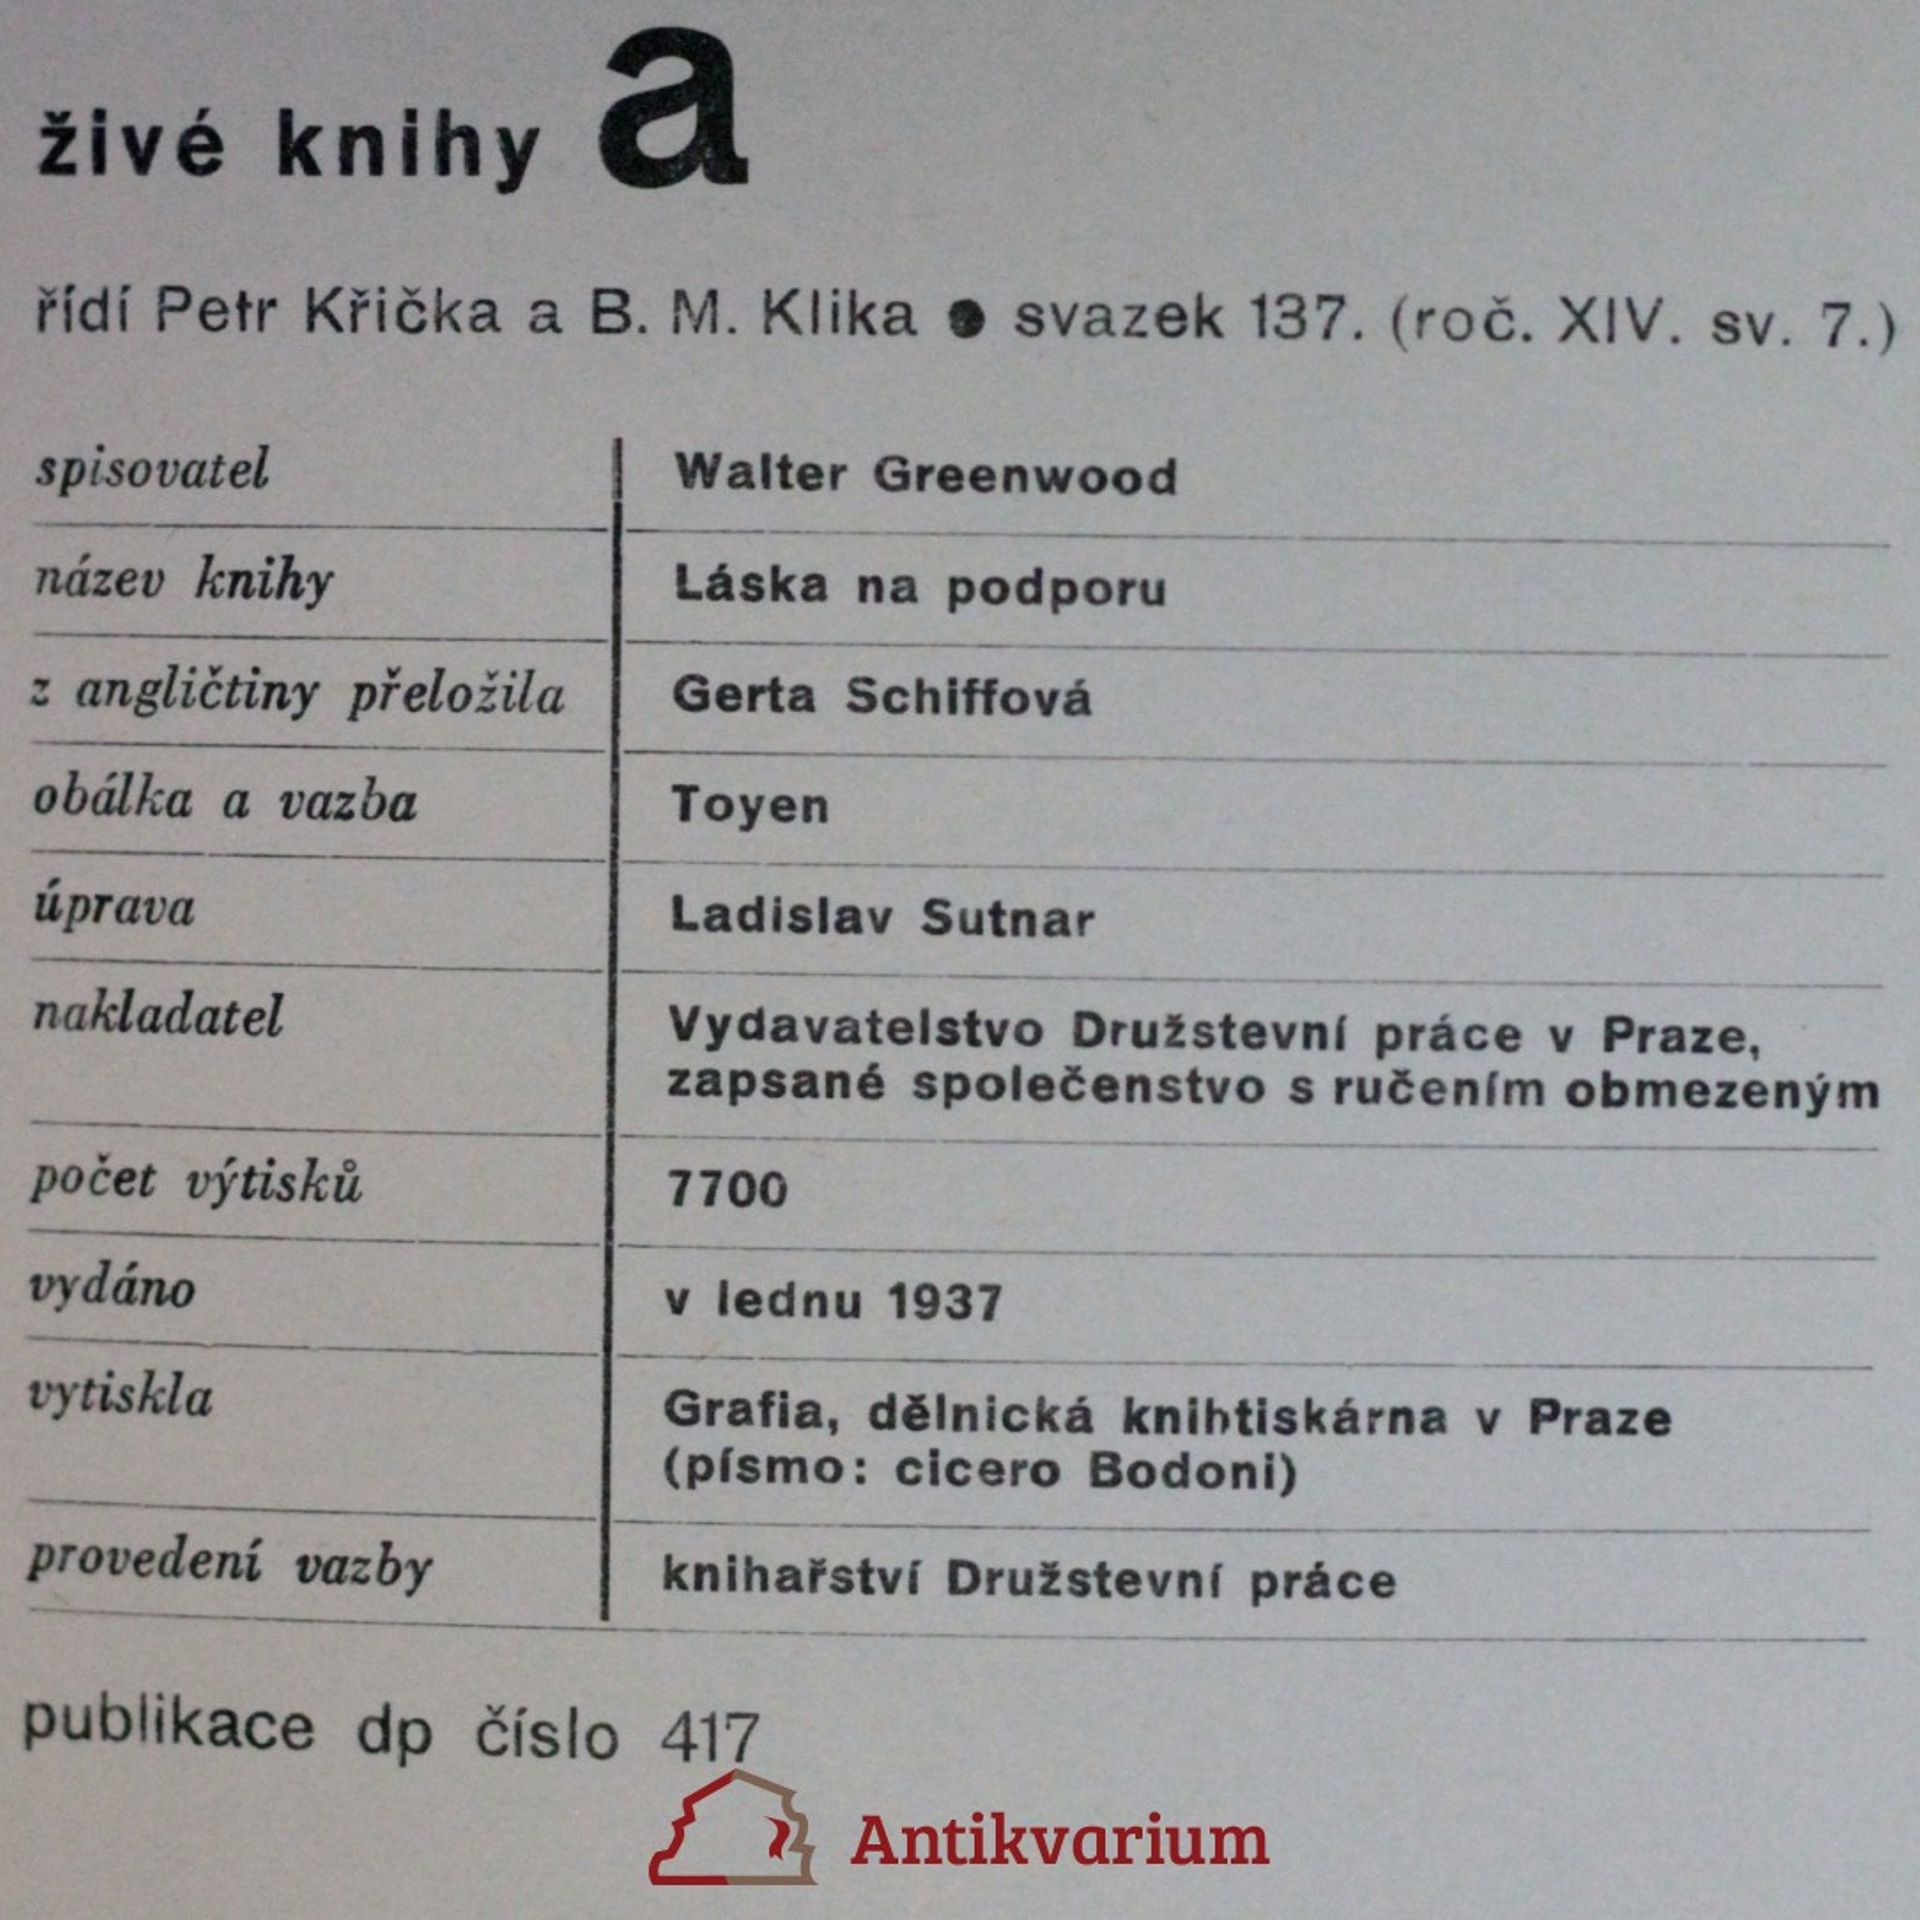 živé knihy a
řídí Petr Křička a B. M. Klika ● svazek 137. (roč. XIV. sv. 7.)
spisovatel Walter Greenwood
název knihy Láska na podporu
z angličtiny přeložila Gerta Schiffová
obálka a vazba Toyen
úprava Ladislav Sutnar
nakladatel Vydavatelstvo Družstevní práce v Praze,
zapsané společenstvo s ručením obmezeným
počet výtisků 7700
vydáno v lednu 1937
vytiskla Grafia, dělnická knihtiskárna v Praze
(písmo: cicero Bodoni)
provedení vazby knihařství Družstevní práce
publikace dp číslo 417
Antikvarium